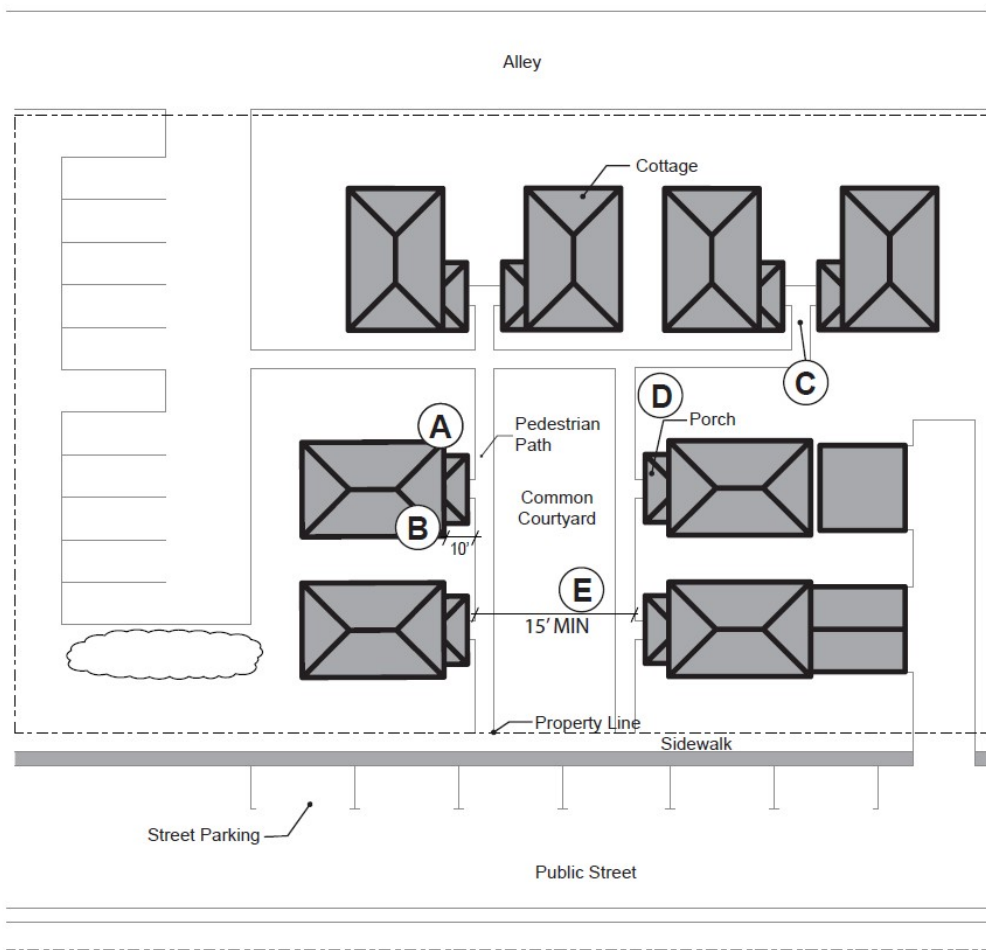 Alley
Cottage
C
D
A
Porch
Pedestrian
Path
Common
Courtyard
B
10'
E
15' MIN
Property Line
Sidewalk
Street Parking
Public Street